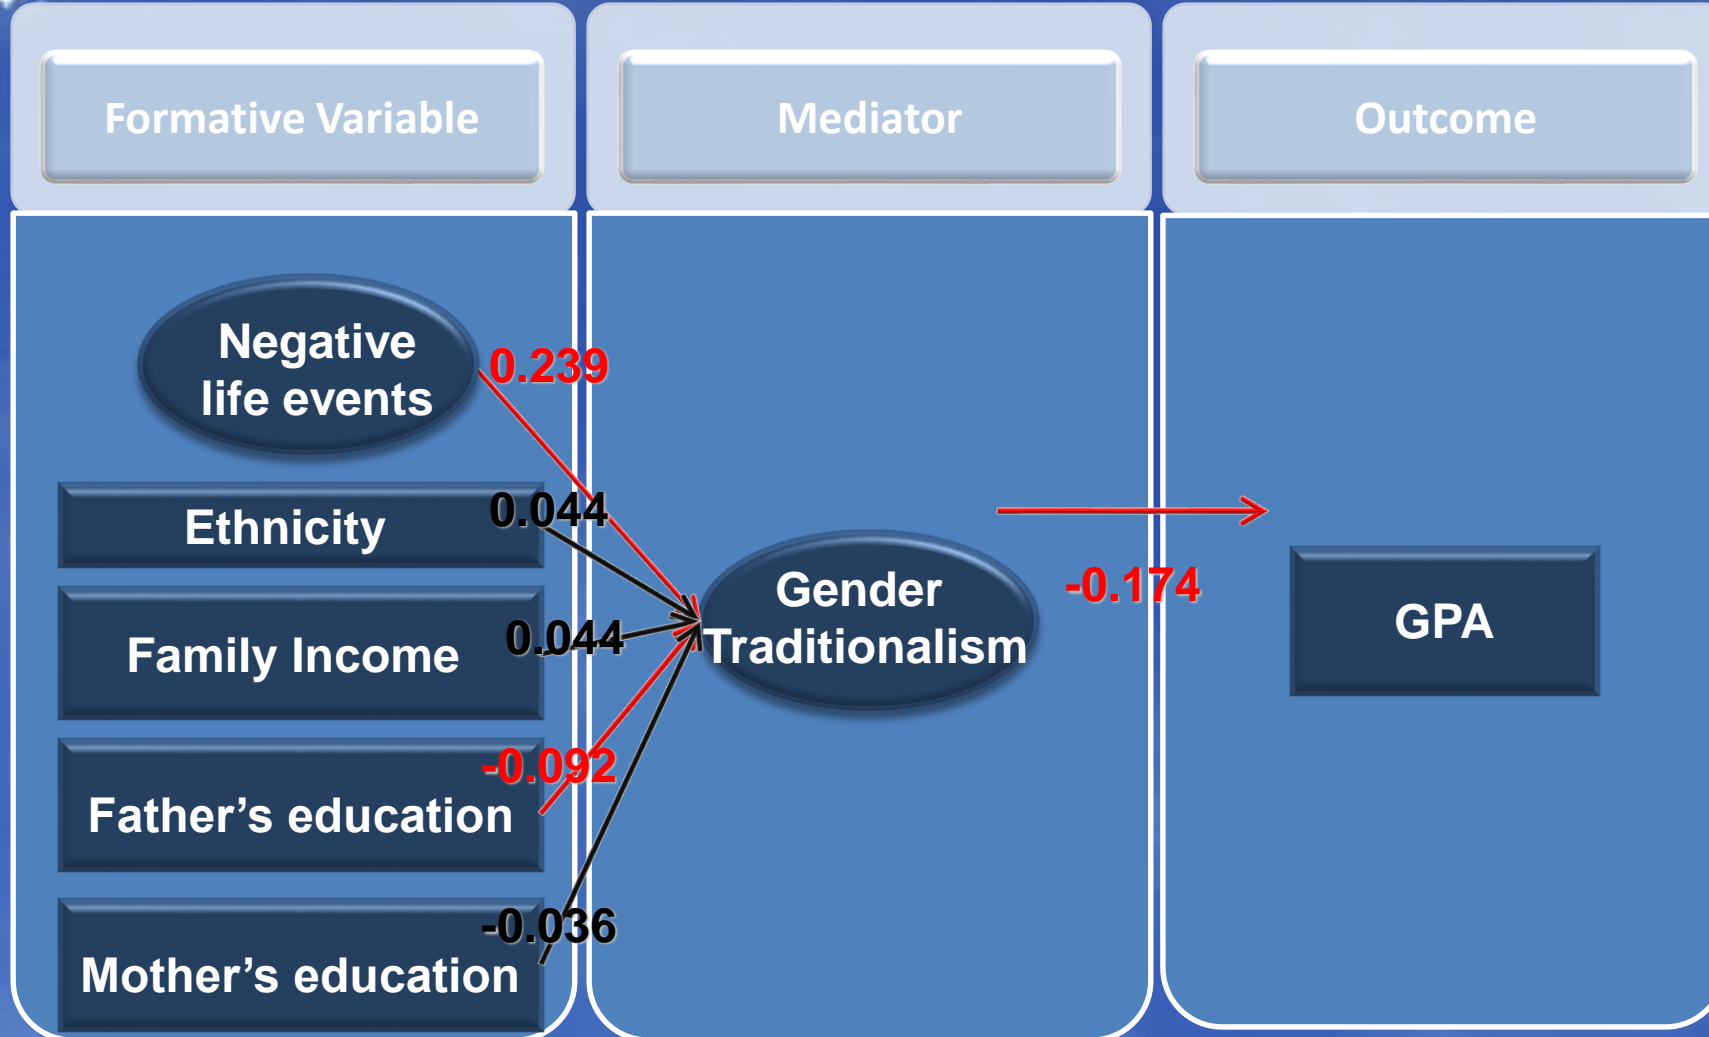 Formative Variable
Mediator
Outcome
Negative
life events
0.239
Ethnicity
0.044
Family Income
0.044
Father’s education
-0.092
Mother’s education
-0.036
Gender
Traditionalism
-0.174
GPA